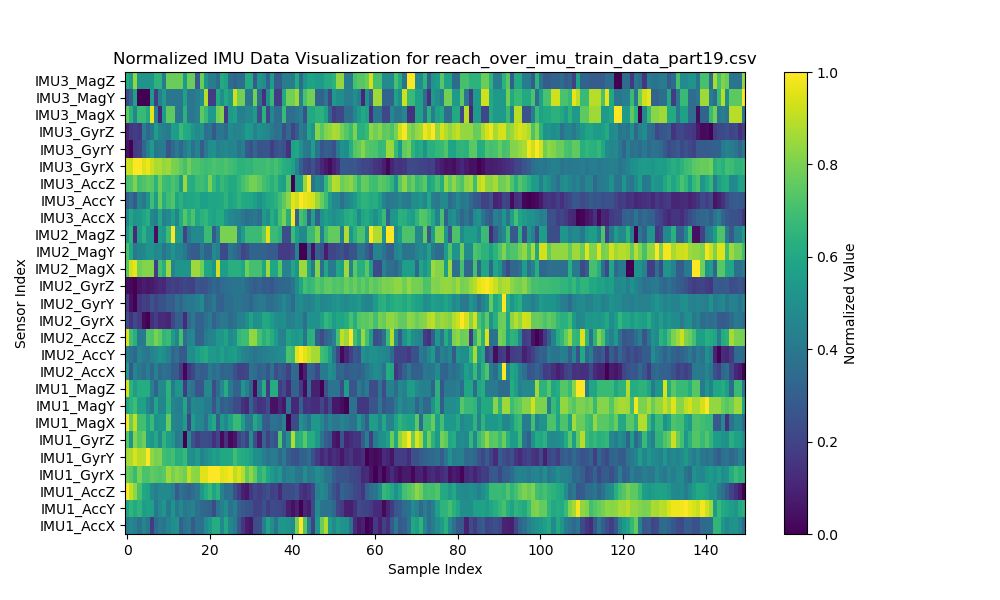 Normalized IMU Data Visualization for reach_over_imu_train_data_part19.csv
IMU3_MagZ
IMU3_MagY
IMU3_MagX
IMU3_GyrZ
IMU3_GyrY
IMU3_GyrX
IMU3_AccZ
IMU3_AccY
IMU3_AccX
IMU2_MagZ
IMU2_MagY
IMU2_MagX
IMU2_GyrZ
IMU2_GyrY
IMU2_GyrX
IMU2_AccZ
IMU2_AccY
IMU2_AccX
IMU1_MagZ
IMU1_MagY
IMU1_MagX
IMU1_GyrZ
IMU1_GyrY
IMU1_GyrX
IMU1_AccZ
IMU1_AccY
IMU1_AccX
Sensor Index
0 20 40 60 80 100 120 140
Sample Index
1.0
0.8
0.6
0.4
0.2
0.0
Normalized Value